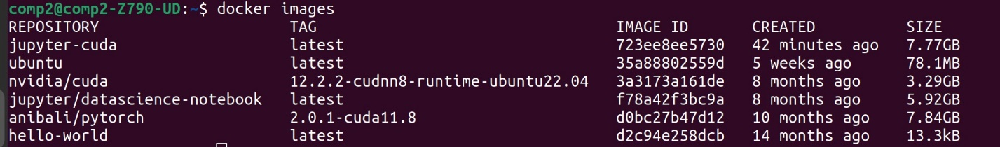 comp2@comp2-Z790-UD:~$ docker images
REPOSITORY TAG IMAGE ID CREATED SIZE
jupyter-cuda latest 723ee8ee5730 42 minutes ago 7.77GB
ubuntu latest 35a88802559d 5 weeks ago 78.1MB
nvidia/cuda 12.2.2-cudnn8-runtime-ubuntu22.04 3a3173a161de 8 months ago 3.29GB
jupyter/datascience-notebook latest f78a42f3bc9a 8 months ago 5.92GB
anibali/pytorch 2.0.1-cuda11.8 d0bc27b47d12 10 months ago 7.84GB
hello-world latest d2c94e258dcb 14 months ago 13.3kB